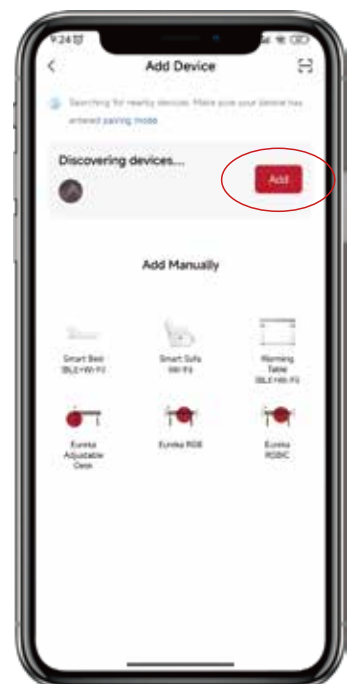 9:24
Add Device
Searching for nearby devices. Make sure your device has
entered pairing mode
Discovering devices...
Add
Add Manually
Smart Bed
(BLE+Wi-Fi)
Smart Sofa
(Wi-Fi)
Table
(BLE+Wi-Fi)
Eureka
Adjustable
Desk
Eureka RGB
Eureka
RGBIC